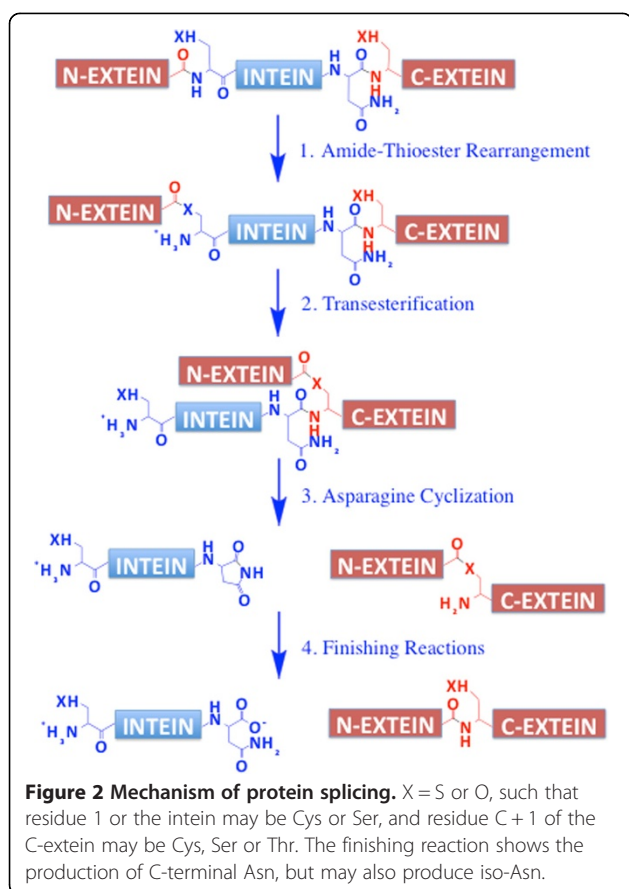 XH XH
O H O
N-EXTEIN N INTEIN N N C-EXTEIN
H O H
NH₂
O
1. Amide-Thioester Rearrangement
O XH
N-EXTEIN X H O
⁺H₃N INTEIN N N C-EXTEIN
O H
NH₂
O
2. Transesterification
O
N-EXTEIN X
XH H O
⁺H₃N INTEIN N N C-EXTEIN
O H
NH₂
O
3. Asparagine Cyclization
XH H O O
⁺H₃N INTEIN N NH N-EXTEIN X
O O H₂N C-EXTEIN
4. Finishing Reactions
XH H O XH
⁺H₃N INTEIN N O⁻ O
O NH₂ N-EXTEIN N C-EXTEIN
O H
Figure 2 Mechanism of protein splicing. X = S or O, such that
residue 1 or the intein may be Cys or Ser, and residue C + 1 of the
C-extein may be Cys, Ser or Thr. The finishing reaction shows the
production of C-terminal Asn, but may also produce iso-Asn.